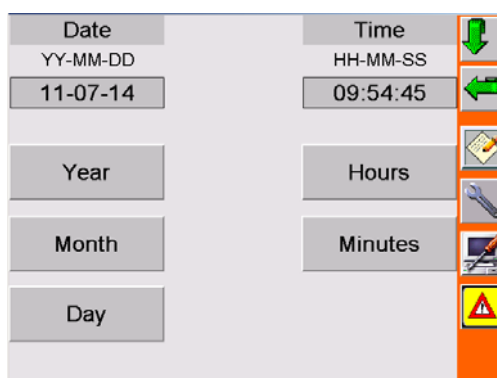 Date
YY-MM-DD
11-07-14
Time
HH-MM-SS
09:54:45
Year
Month
Day
Hours
Minutes